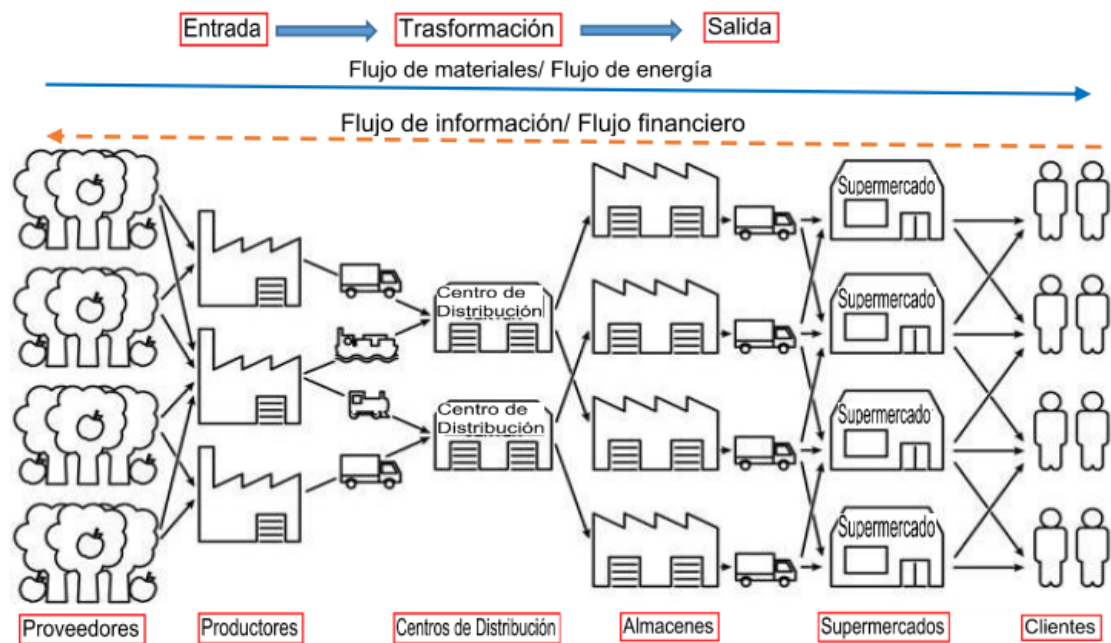 Entrada Trasformación Salida
Flujo de materiales/ Flujo de energía
Flujo de información/ Flujo financiero
Supermercado
Centro de
Distribución
Supermercado
Centro de
Distribución
Supermercado
Supermercado
Proveedores Productores Centros de Distribución Almacenes Supermercados Clientes